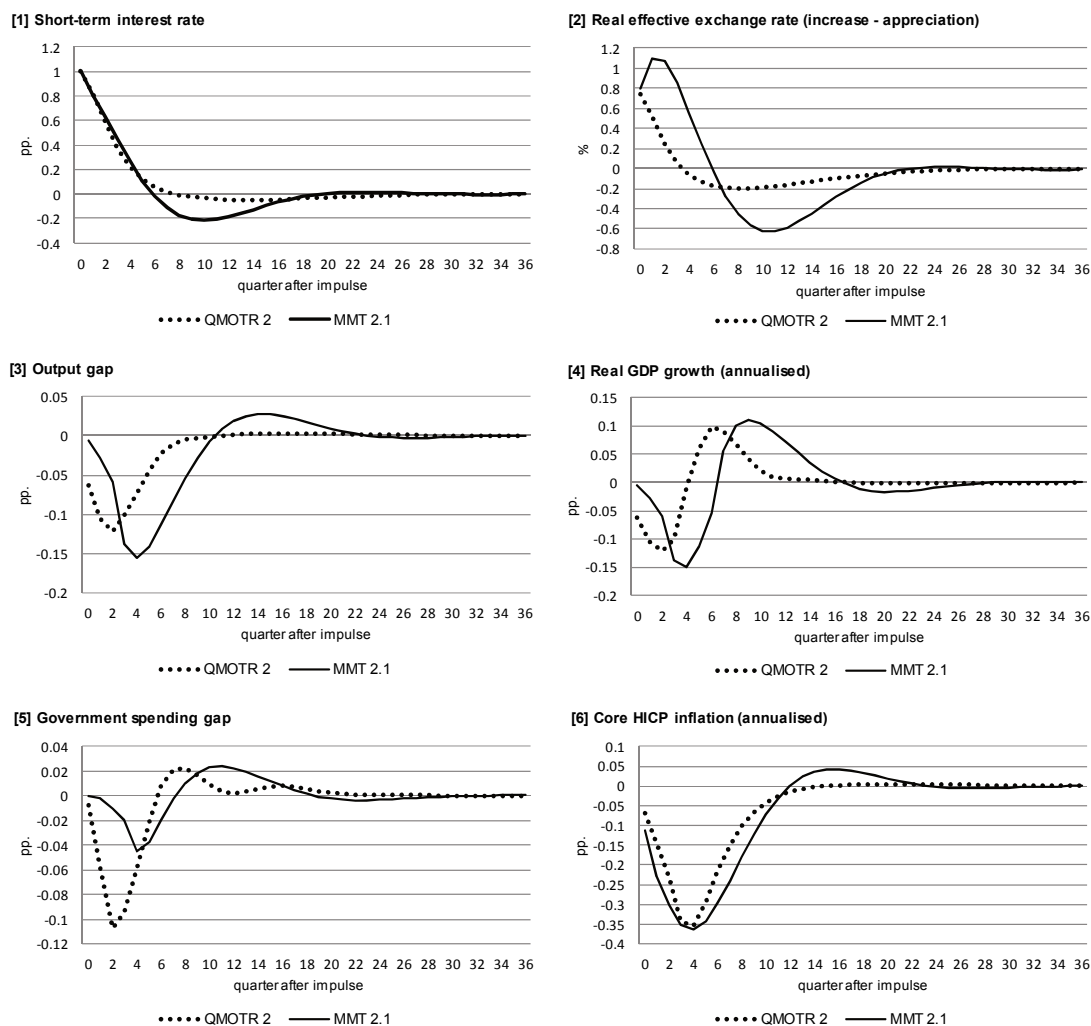 [1] Short-term interest rate
1.2
1
0.8
0.6
0.4
0.2
0
-0.2
-0.4
pp.
0 2 4 6 8 10 12 14 16 18 20 22 24 26 28 30 32 34 36
quarter after impulse
QMOTR 2 MMT 2.1
[2] Real effective exchange rate (increase - appreciation)
1.2
1
0.8
0.6
0.4
0.2
0
-0.2
-0.4
-0.6
-0.8
%
0 2 4 6 8 10 12 14 16 18 20 22 24 26 28 30 32 34 36
quarter after impulse
QMOTR 2 MMT 2.1
[3] Output gap
0.05
0
-0.05
-0.1
-0.15
-0.2
pp.
0 2 4 6 8 10 12 14 16 18 20 22 24 26 28 30 32 34 36
quarter after impulse
QMOTR 2 MMT 2.1
[4] Real GDP growth (annualised)
0.15
0.1
0.05
0
-0.05
-0.1
-0.15
-0.2
pp.
0 2 4 6 8 10 12 14 16 18 20 22 24 26 28 30 32 34 36
quarter after impulse
QMOTR 2 MMT 2.1
[5] Government spending gap
0.04
0.02
0
-0.02
-0.04
-0.06
-0.08
-0.1
-0.12
pp.
0 2 4 6 8 10 12 14 16 18 20 22 24 26 28 30 32 34 36
quarter after impulse
QMOTR 2 MMT 2.1
[6] Core HICP inflation (annualised)
0.1
0.05
0
-0.05
-0.1
-0.15
-0.2
-0.25
-0.3
-0.35
-0.4
pp.
0 2 4 6 8 10 12 14 16 18 20 22 24 26 28 30 32 34 36
quarter after impulse
QMOTR 2 MMT 2.1